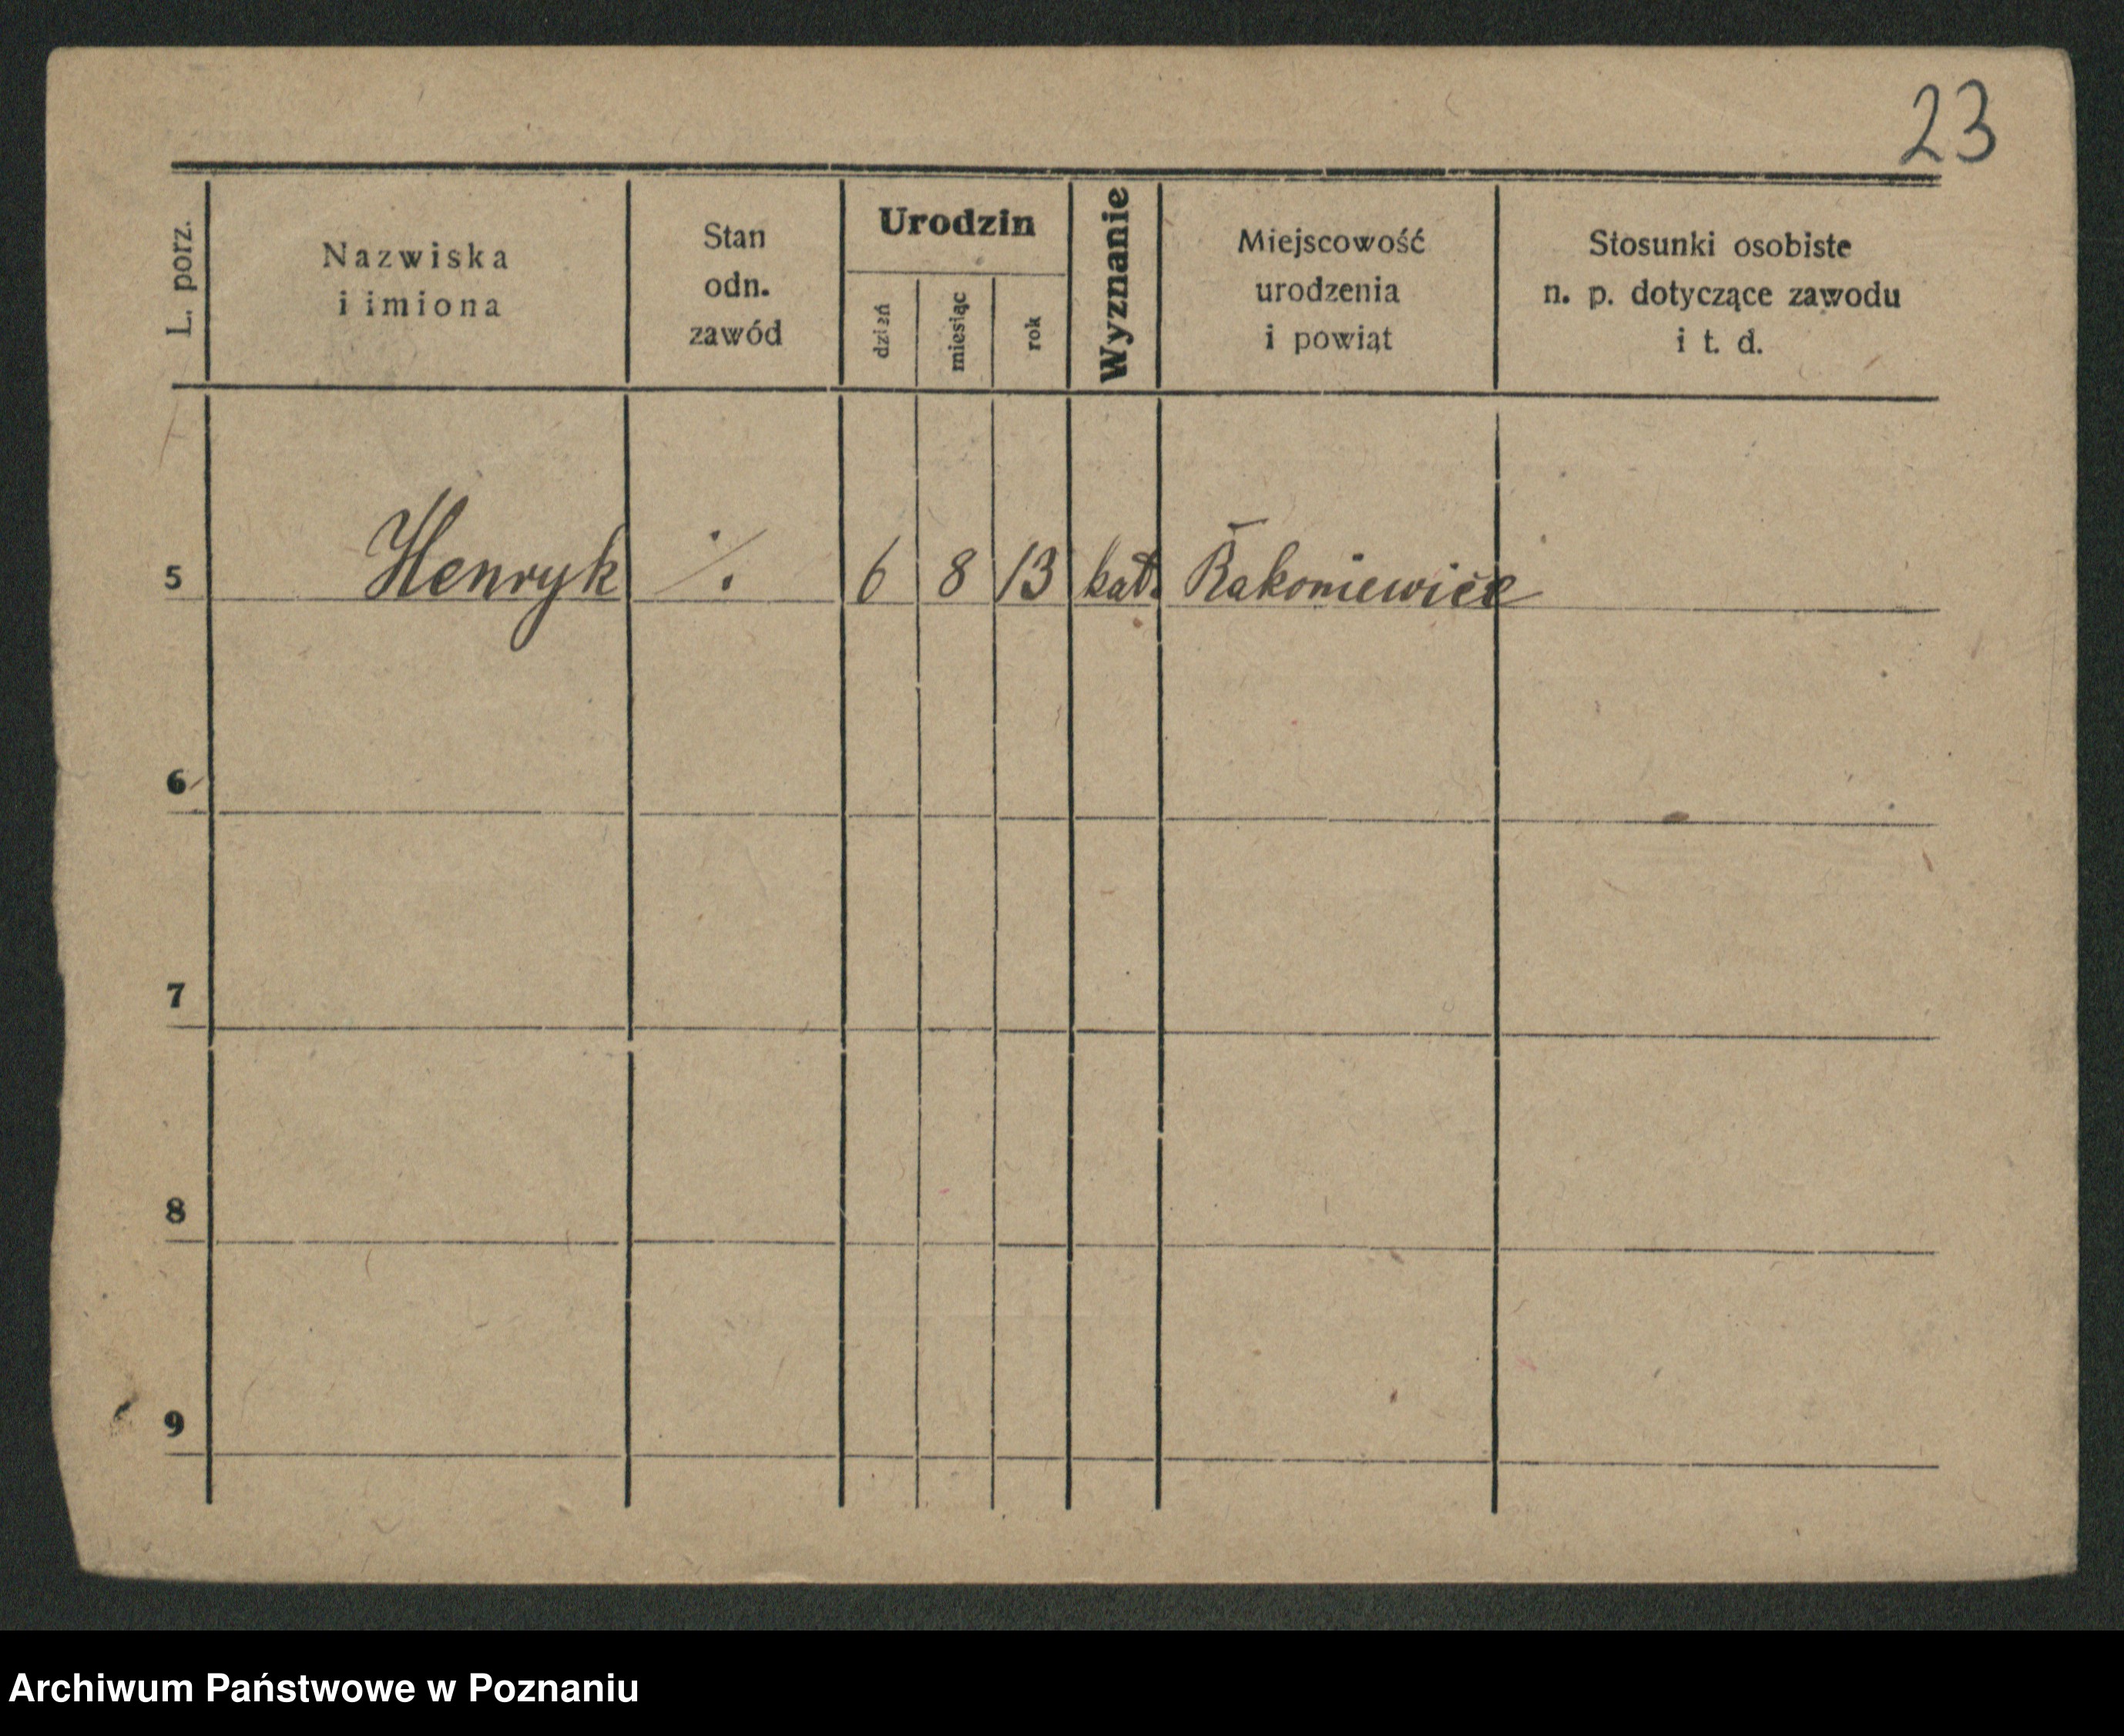 23
L. porz.
Nazwiska
i imiona
Stan
odn.
zawód
Urodzin
dzień
miesiąc
rok
Wyznanie
Miejscowość
urodzenia
i powiąt
Stosunki osobiste
n. p. dotyczące zawodu
i t. d.
5 Henryk ·/. 6 8 13 kat. Rakoniewice
6
7
8
9
Archiwum Państwowe w Poznaniu